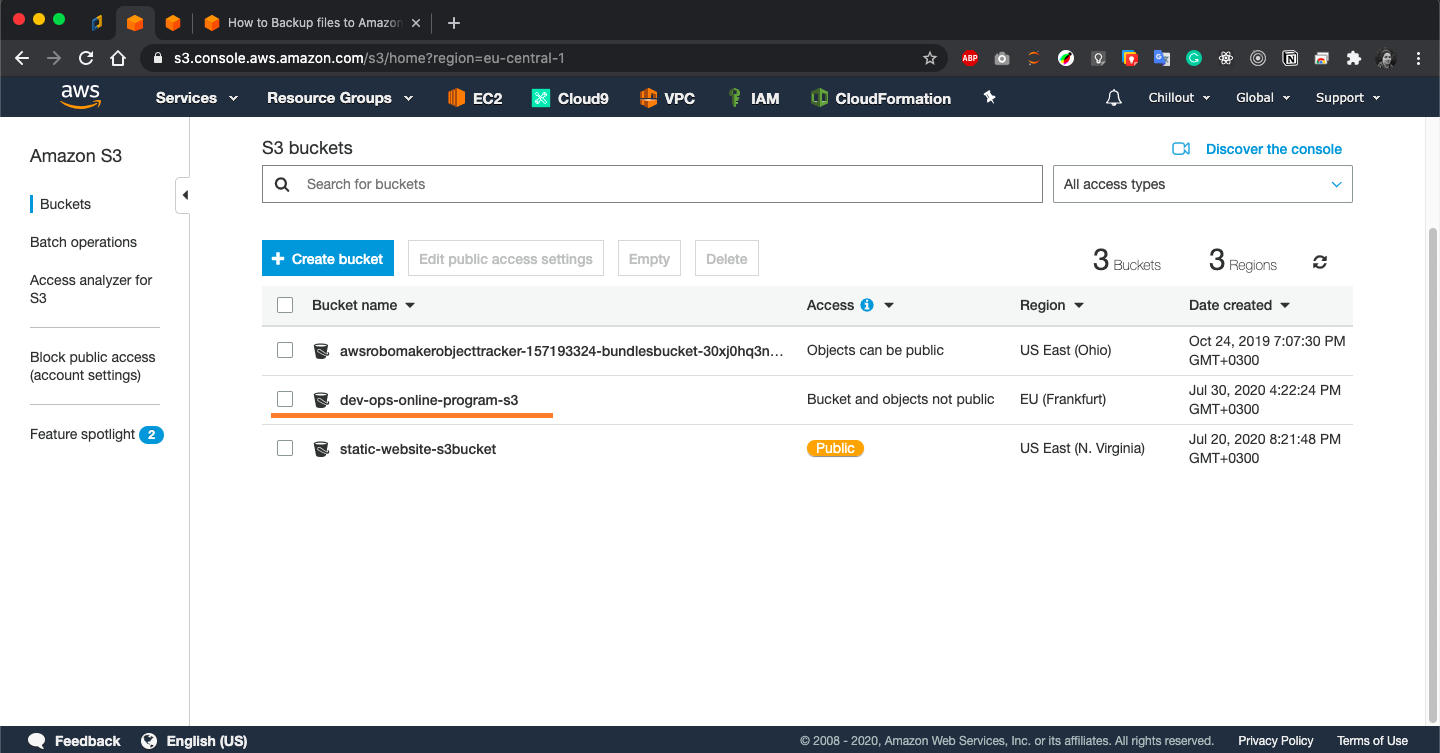 How to Backup files to Amazon
s3.console.aws.amazon.com/s3/home?region=eu-central-1
ABP
aws Services Resource Groups EC2 Cloud9 VPC IAM CloudFormation Chillout Global Support
Amazon S3
Buckets
Batch operations
Access analyzer for
S3
Block public access
(account settings)
Feature spotlight 2
S3 buckets
Discover the console
Search for buckets
All access types
Create bucket Edit public access settings Empty Delete
3 Buckets 3 Regions
Bucket name Access Region Date created
awsrobomakerobjecttracker-157193324-bundlesbucket-30xj0hq3n... Objects can be public US East (Ohio) Oct 24, 2019 7:07:30 PM
GMT+0300
dev-ops-online-program-s3 Bucket and objects not public EU (Frankfurt) Jul 30, 2020 4:22:24 PM
GMT+0300
static-website-s3bucket Public US East (N. Virginia) Jul 20, 2020 8:21:48 PM
GMT+0300
Feedback English (US) © 2008 - 2020, Amazon Web Services, Inc. or its affiliates. All rights reserved. Privacy Policy Terms of Use